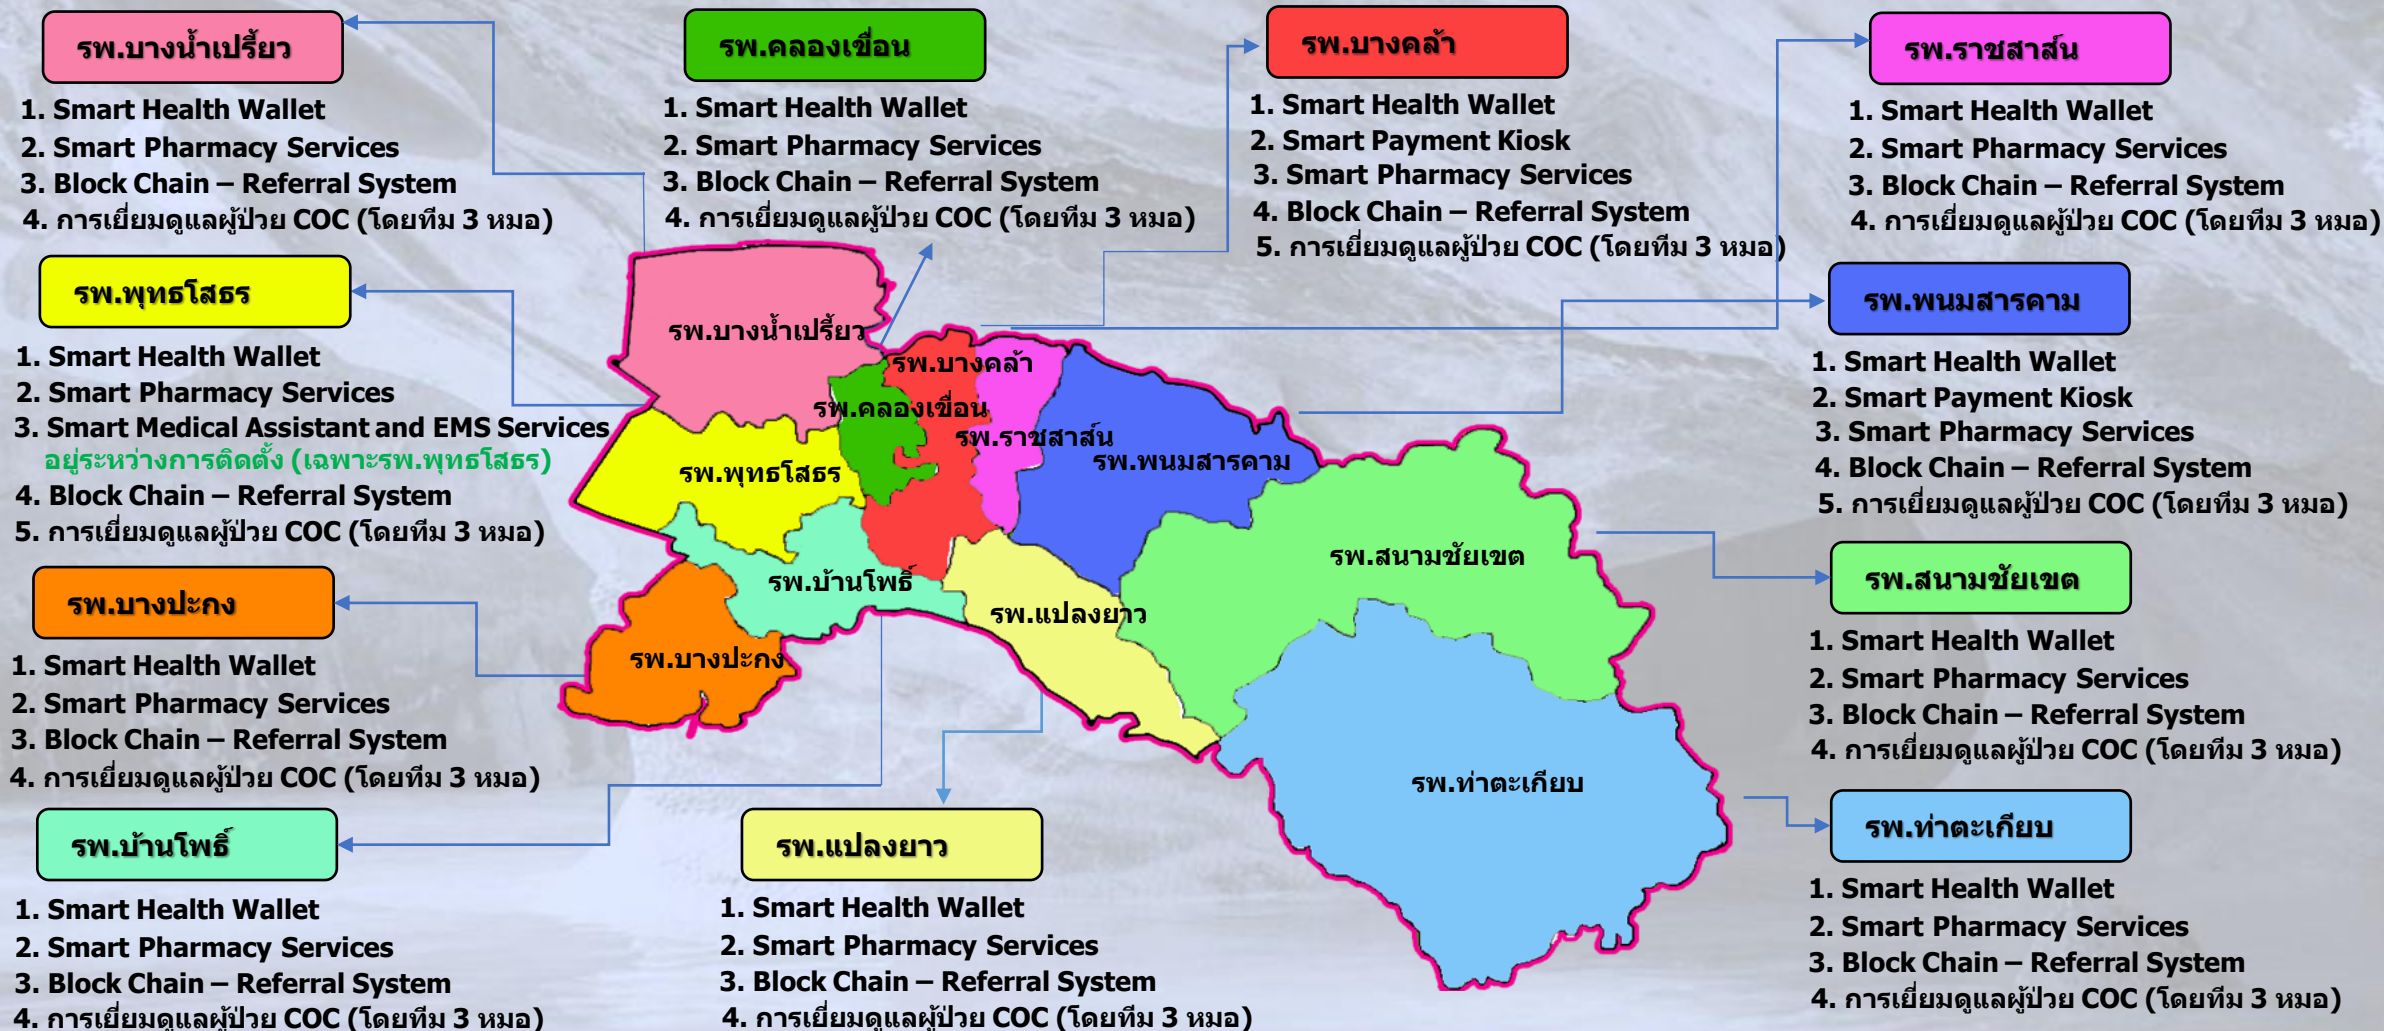 รพ.บางน้ำเปรี้ยว
1. Smart Health Wallet
2. Smart Pharmacy Services
3. Block Chain – Referral System
4. การเยี่ยมดูแลผู้ป่วย COC (โดยทีม 3 หมอ)
รพ.คลองเขื่อน
1. Smart Health Wallet
2. Smart Pharmacy Services
3. Block Chain – Referral System
4. การเยี่ยมดูแลผู้ป่วย COC (โดยทีม 3 หมอ)
รพ.บางคล้า
1. Smart Health Wallet
2. Smart Payment Kiosk
3. Smart Pharmacy Services
4. Block Chain – Referral System
5. การเยี่ยมดูแลผู้ป่วย COC (โดยทีม 3 หมอ)
รพ.ราชสาส์น
1. Smart Health Wallet
2. Smart Pharmacy Services
3. Block Chain – Referral System
4. การเยี่ยมดูแลผู้ป่วย COC (โดยทีม 3 หมอ)
รพ.พุทธโสธร
1. Smart Health Wallet
2. Smart Pharmacy Services
3. Smart Medical Assistant and EMS Services
อยู่ระหว่างการติดตั้ง (เฉพาะรพ.พุทธโสธร)
4. Block Chain – Referral System
5. การเยี่ยมดูแลผู้ป่วย COC (โดยทีม 3 หมอ)
รพ.พนมสารคาม
1. Smart Health Wallet
2. Smart Payment Kiosk
3. Smart Pharmacy Services
4. Block Chain – Referral System
5. การเยี่ยมดูแลผู้ป่วย COC (โดยทีม 3 หมอ)
รพ.บางน้ำเปรี้ยว
รพ.บางคล้า
รพ.คลองเขื่อน
รพ.ราชสาส์น
รพ.พนมสารคาม
รพ.พุทธโสธร
รพ.สนามชัยเขต
รพ.บ้านโพธิ์
รพ.แปลงยาว
รพ.บางปะกง
รพ.ท่าตะเกียบ
รพ.บางปะกง
1. Smart Health Wallet
2. Smart Pharmacy Services
3. Block Chain – Referral System
4. การเยี่ยมดูแลผู้ป่วย COC (โดยทีม 3 หมอ)
รพ.สนามชัยเขต
1. Smart Health Wallet
2. Smart Pharmacy Services
3. Block Chain – Referral System
4. การเยี่ยมดูแลผู้ป่วย COC (โดยทีม 3 หมอ)
รพ.บ้านโพธิ์
1. Smart Health Wallet
2. Smart Pharmacy Services
3. Block Chain – Referral System
4. การเยี่ยมดูแลผู้ป่วย COC (โดยทีม 3 หมอ)
รพ.แปลงยาว
1. Smart Health Wallet
2. Smart Pharmacy Services
3. Block Chain – Referral System
4. การเยี่ยมดูแลผู้ป่วย COC (โดยทีม 3 หมอ)
รพ.ท่าตะเกียบ
1. Smart Health Wallet
2. Smart Pharmacy Services
3. Block Chain – Referral System
4. การเยี่ยมดูแลผู้ป่วย COC (โดยทีม 3 หมอ)